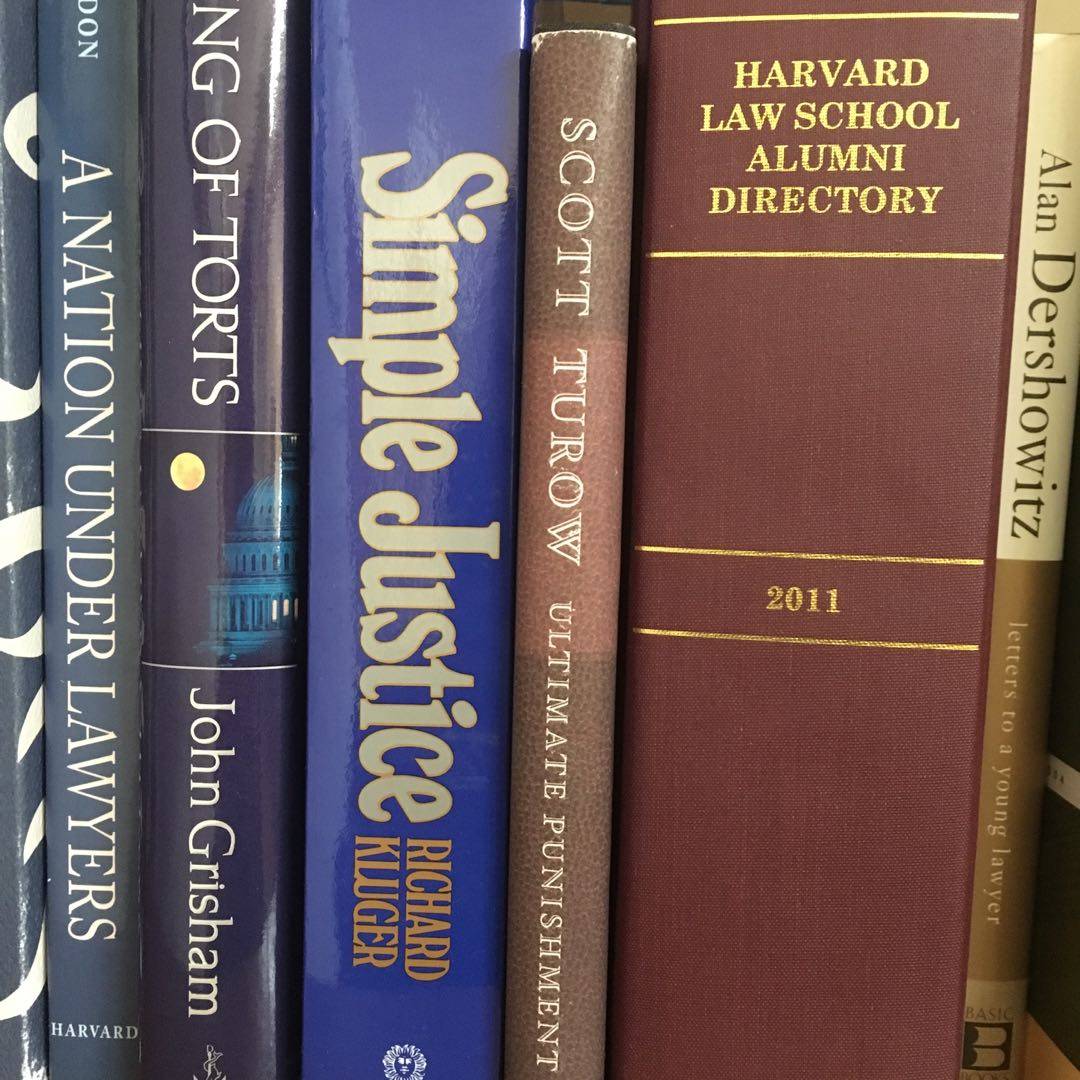 DON
A NATION UNDER LAWYERS
HARVARD
NG OF TORTS
John Grisham
Simple Justice
RICHARD
KLUGER
SCOTT TUROW ULTIMATE PUNISHMENT
HARVARD
LAW SCHOOL
ALUMNI
DIRECTORY
2011
Alan Dershowitz
letters to a young lawyer
BASIC
B
BOOKS